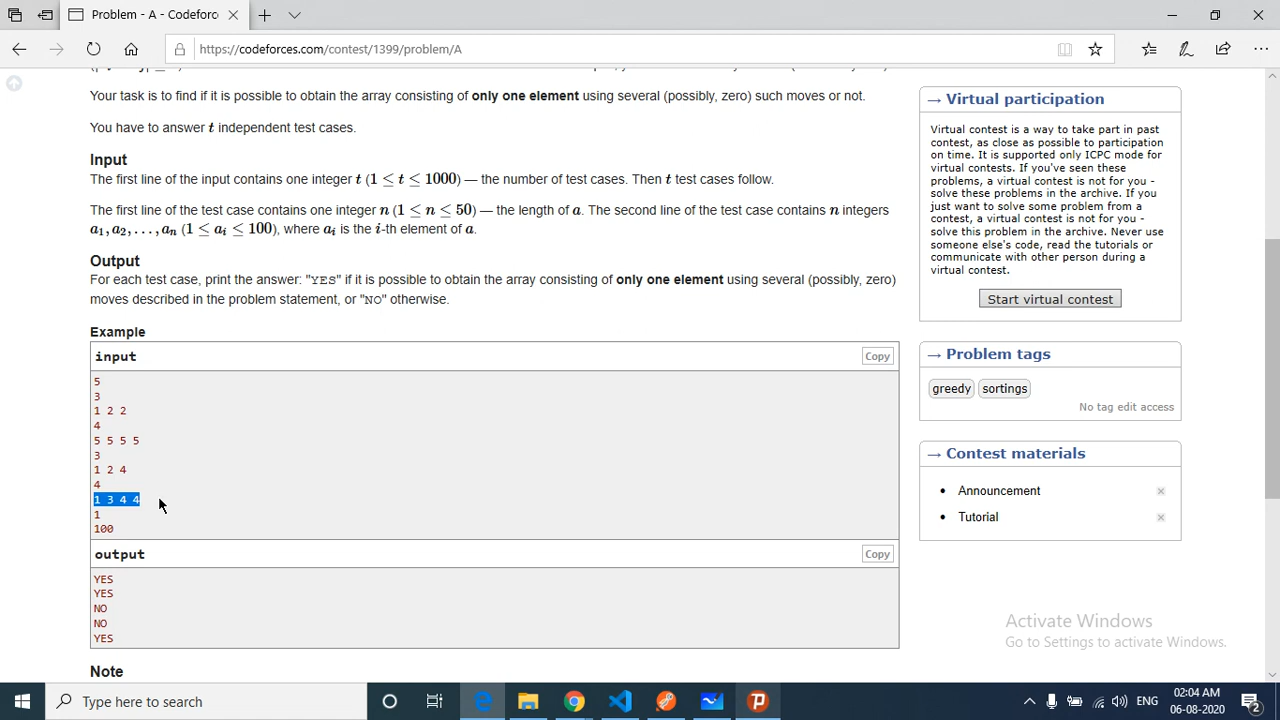 Problem - A - Codeforc
https://codeforces.com/contest/1399/problem/A
Your task is to find if it is possible to obtain the array consisting of only one element using several (possibly, zero) such moves or not.
You have to answer t independent test cases.
Input
The first line of the input contains one integer t (1 ≤ t ≤ 1000) — the number of test cases. Then t test cases follow.
The first line of the test case contains one integer n (1 ≤ n ≤ 50) — the length of a. The second line of the test case contains n integers
a1, a2, …, an (1 ≤ ai ≤ 100), where ai is the i-th element of a.
Output
For each test case, print the answer: "YES" if it is possible to obtain the array consisting of only one element using several (possibly, zero)
moves described in the problem statement, or "NO" otherwise.
Example
input
Copy
5
3
1 2 2
4
5 5 5 5
3
1 2 4
4
1 3 4 4
1
100
output
Copy
YES
YES
NO
NO
YES
Note
→ Virtual participation
Virtual contest is a way to take part in past
contest, as close as possible to participation
on time. It is supported only ICPC mode for
virtual contests. If you've seen these
problems, a virtual contest is not for you -
solve these problems in the archive. If you
just want to solve some problem from a
contest, a virtual contest is not for you -
solve this problem in the archive. Never use
someone else's code, read the tutorials or
communicate with other person during a
virtual contest.
Start virtual contest
→ Problem tags
greedy sortings
No tag edit access
→ Contest materials
Announcement
Tutorial
Activate Windows
Go to Settings to activate Windows.
Type here to search
ENG
02:04 AM
06-08-2020
2